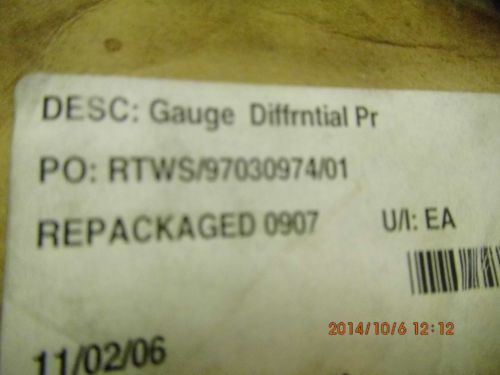 DESC: Gauge Diffrntial Pr
PO: RTWS/97030974/01
REPACKAGED 0907 U/I: EA
2014/10/6 12:12
11/02/06